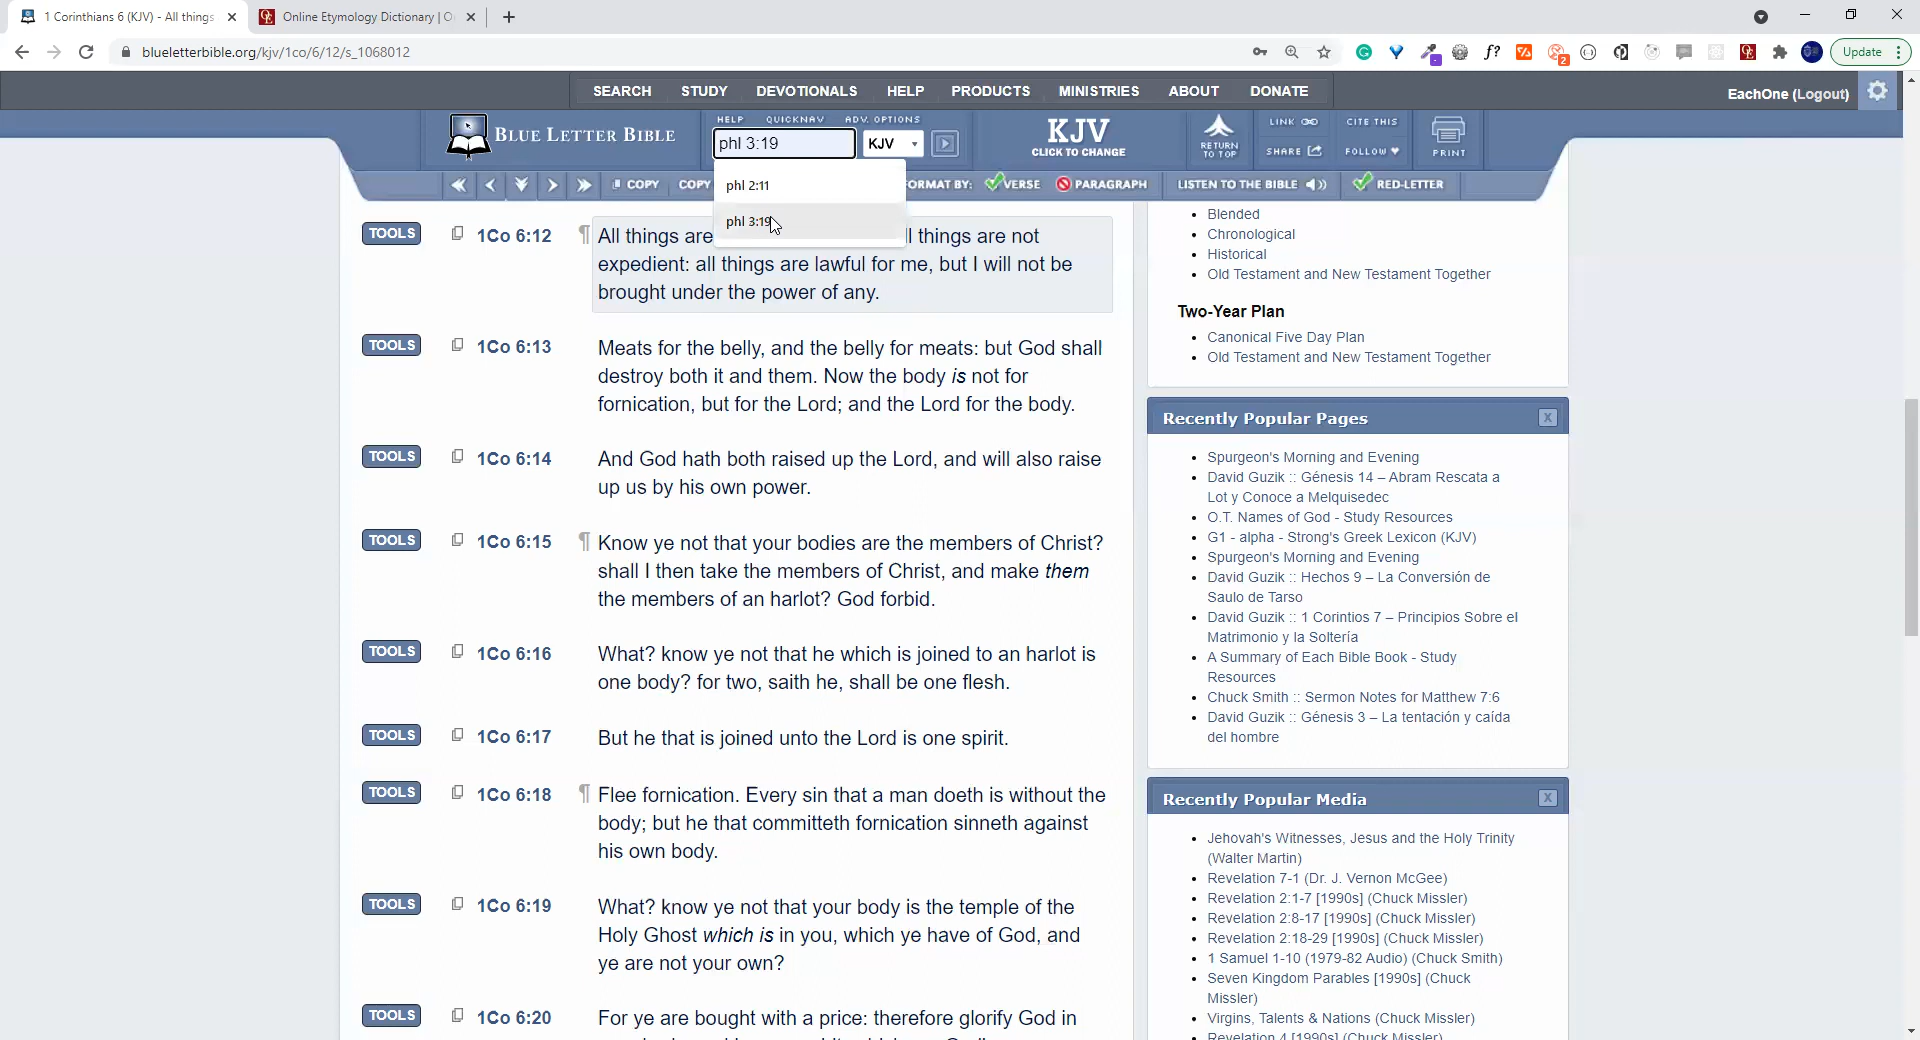 1 Corinthians 6 (KJV) - All things
Online Etymology Dictionary | O
blueletterbible.org/kjv/1co/6/12/s_1068012
Update
SEARCH STUDY DEVOTIONALS HELP PRODUCTS MINISTRIES ABOUT DONATE
EachOne (Logout)
BLUE LETTER BIBLE
HELP QUICKNAV ADV. OPTIONS
phl 3:19 KJV
phl 2:11
phl 3:19
KJV
CLICK TO CHANGE
RETURN
TO TOP
LINK CITE THIS
SHARE FOLLOW
PRINT
COPY COPY ORMAT BY: VERSE PARAGRAPH LISTEN TO THE BIBLE RED-LETTER
TOOLS 1Co 6:12 ¶ All things are ll things are not
expedient: all things are lawful for me, but I will not be
brought under the power of any.
TOOLS 1Co 6:13 Meats for the belly, and the belly for meats: but God shall
destroy both it and them. Now the body is not for
fornication, but for the Lord; and the Lord for the body.
TOOLS 1Co 6:14 And God hath both raised up the Lord, and will also raise
up us by his own power.
TOOLS 1Co 6:15 ¶ Know ye not that your bodies are the members of Christ?
shall I then take the members of Christ, and make them
the members of an harlot? God forbid.
TOOLS 1Co 6:16 What? know ye not that he which is joined to an harlot is
one body? for two, saith he, shall be one flesh.
TOOLS 1Co 6:17 But he that is joined unto the Lord is one spirit.
TOOLS 1Co 6:18 ¶ Flee fornication. Every sin that a man doeth is without the
body; but he that committeth fornication sinneth against
his own body.
TOOLS 1Co 6:19 What? know ye not that your body is the temple of the
Holy Ghost which is in you, which ye have of God, and
ye are not your own?
TOOLS 1Co 6:20 For ye are bought with a price: therefore glorify God in
Blended
Chronological
Historical
Old Testament and New Testament Together
Two-Year Plan
Canonical Five Day Plan
Old Testament and New Testament Together
Recently Popular Pages X
Spurgeon's Morning and Evening
David Guzik :: Génesis 14 – Abram Rescata a
Lot y Conoce a Melquisedec
O.T. Names of God - Study Resources
G1 - alpha - Strong's Greek Lexicon (KJV)
Spurgeon's Morning and Evening
David Guzik :: Hechos 9 – La Conversión de
Saulo de Tarso
David Guzik :: 1 Corintios 7 – Principios Sobre el
Matrimonio y la Soltería
A Summary of Each Bible Book - Study
Resources
Chuck Smith :: Sermon Notes for Matthew 7:6
David Guzik :: Génesis 3 – La tentación y caída
del hombre
Recently Popular Media X
Jehovah's Witnesses, Jesus and the Holy Trinity
(Walter Martin)
Revelation 7-1 (Dr. J. Vernon McGee)
Revelation 2:1-7 [1990s] (Chuck Missler)
Revelation 2:8-17 [1990s] (Chuck Missler)
Revelation 2:18-29 [1990s] (Chuck Missler)
1 Samuel 1-10 (1979-82 Audio) (Chuck Smith)
Seven Kingdom Parables [1990s] (Chuck
Missler)
Virgins, Talents & Nations (Chuck Missler)
Revelation 4 [1990s] (Chuck Missler)